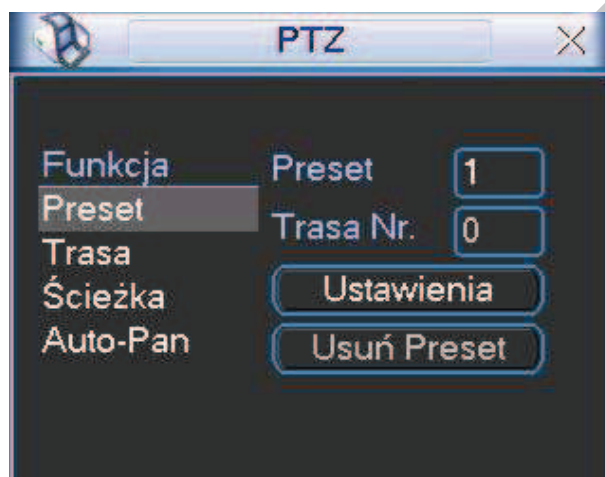 PTZ
Funkcja
Preset
Trasa
Ścieżka
Auto-Pan
Preset 1
Trasa Nr. 0
Ustawienia
Usuń Preset